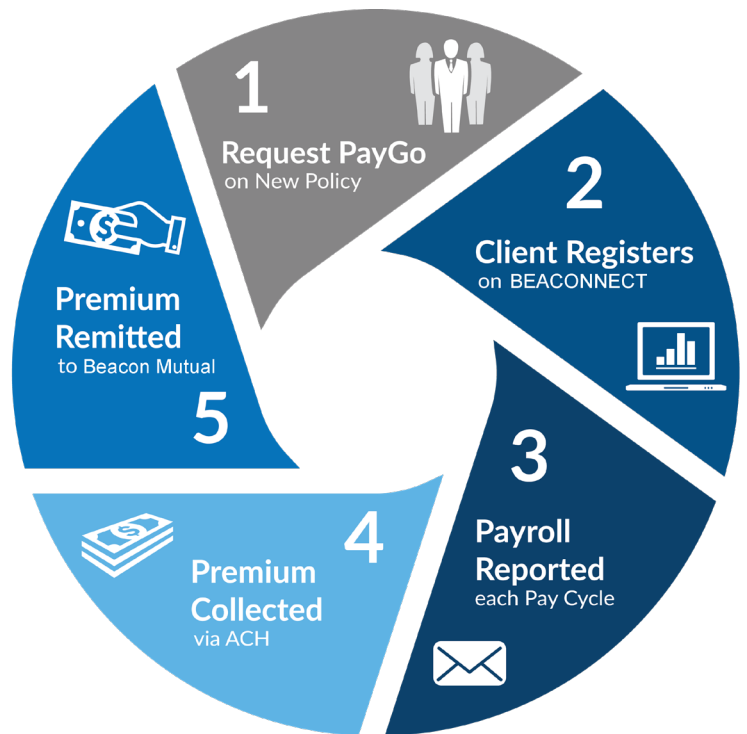 1
Request PayGo
on New Policy
2
Client Registers
on BEACONNECT
3
Payroll
Reported
each Pay Cycle
4
Premium
Collected
via ACH
Premium
Remitted
to Beacon Mutual
5